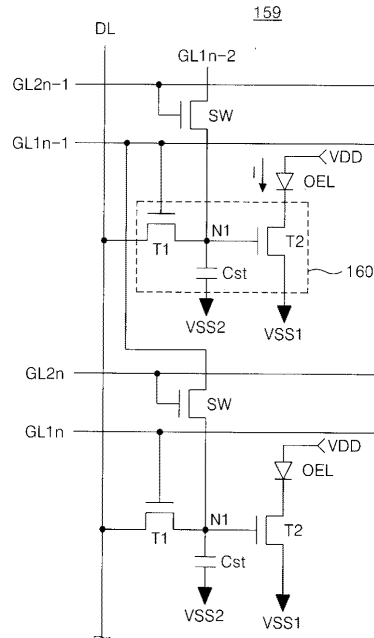 159
DL
GL1n-2
GL2n-1
SW
GL1n-1
VDD
I
OEL
T1
N1
T2
Cst
160
VSS2
VSS1
GL2n
SW
GL1n
VDD
OEL
T1
N1
T2
Cst
VSS2
VSS1